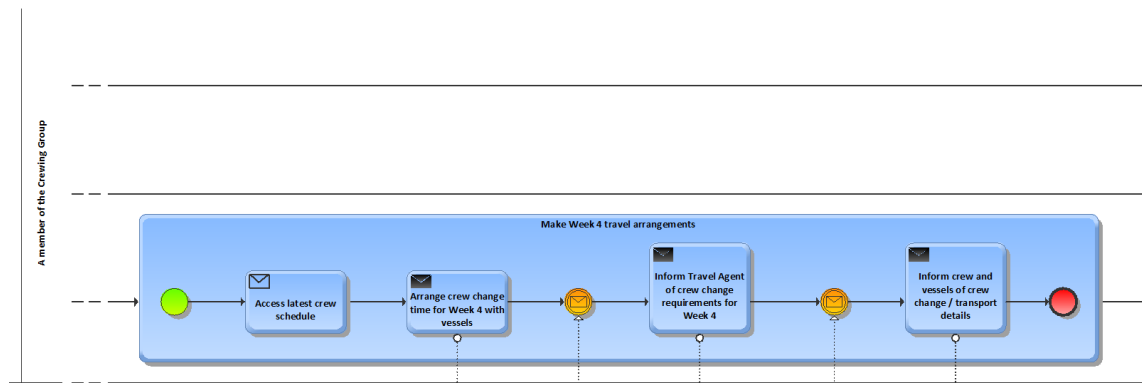 A member of the Crewing Group
Make Week 4 travel arrangements
Access latest crew
schedule
Arrange crew change
time for Week 4 with
vessels
Inform Travel Agent
of crew change
requirements for
Week 4
Inform crew and
vessels of crew
change / transport
details